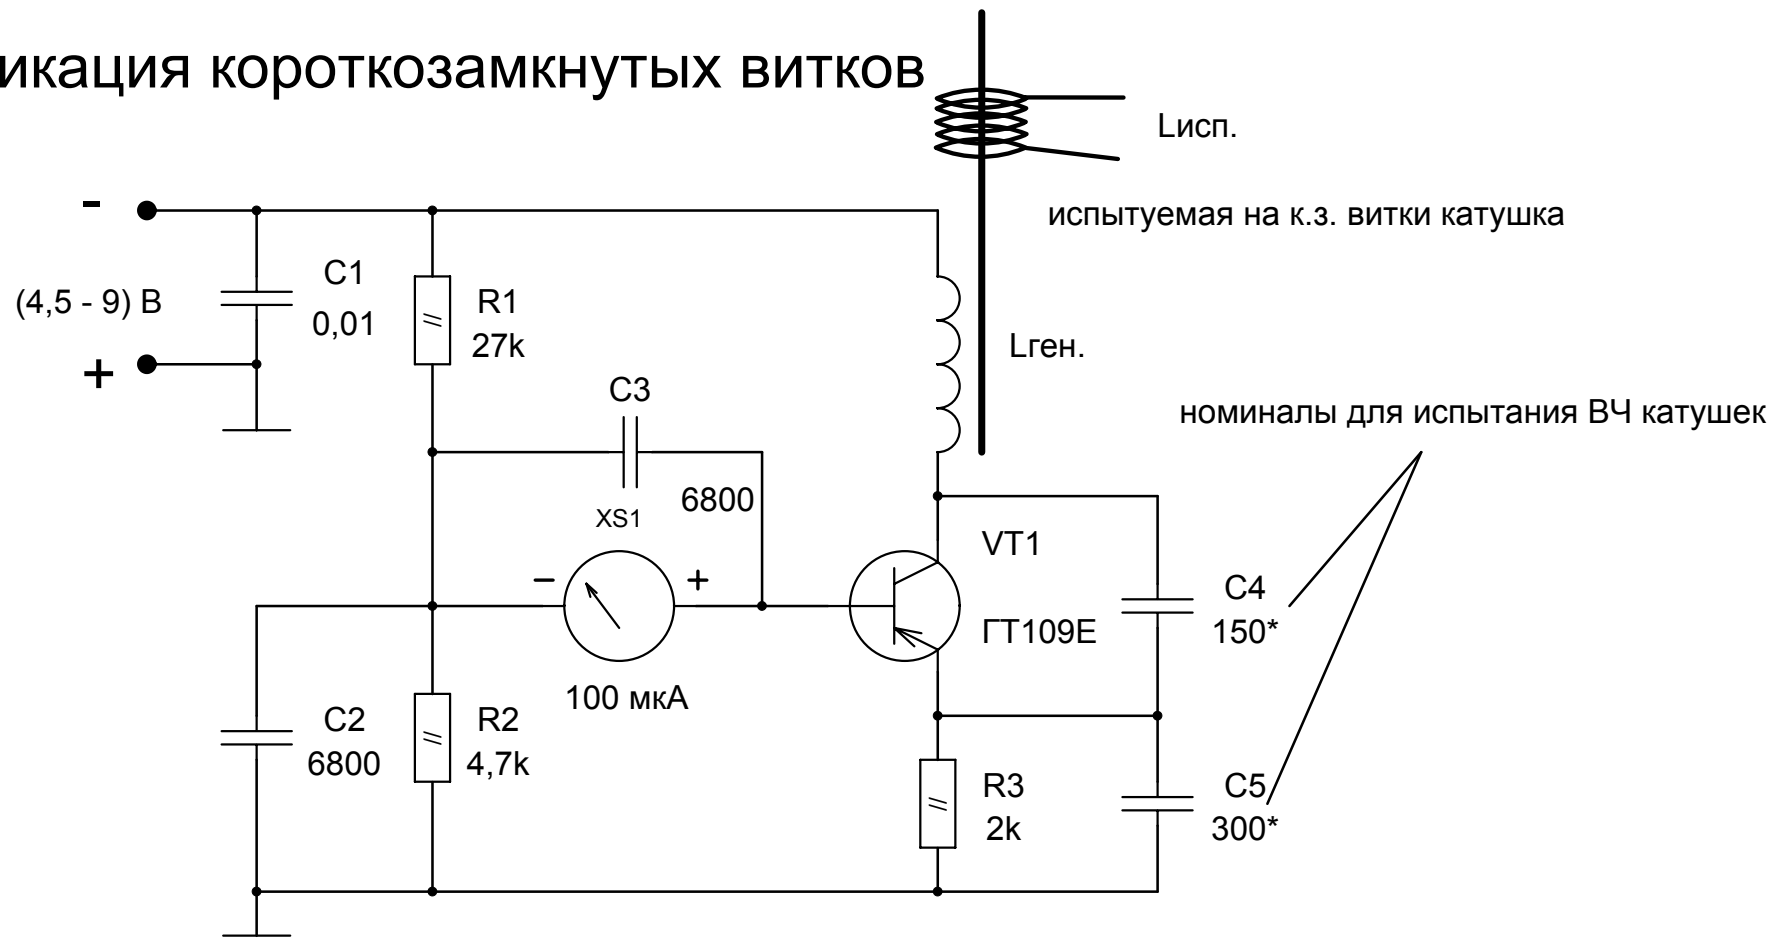 икация короткозамкнутых витков
Lисп.
-
испытуемая на к.з. витки катушка
C1
0,01
(4,5 - 9) В
R1
27k
Lген.
+
C3
номиналы для испытания ВЧ катушек
6800
XS1
VT1
−
+
C4
150*
ГТ109Е
100 мкА
C2
6800
R2
4,7k
R3
2k
C5
300*